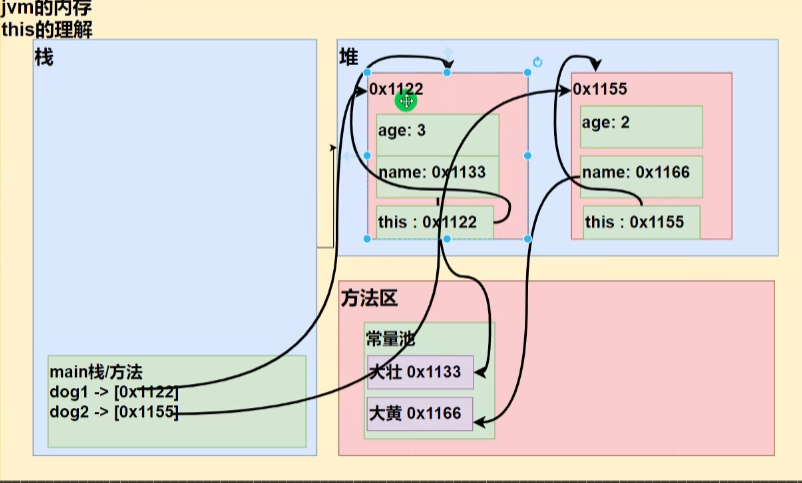 jvm的内存
this的理解
栈
堆
0x1122
age: 3
name: 0x1133
this : 0x1122
0x1155
age: 2
name: 0x1166
this : 0x1155
方法区
常量池
大壮 0x1133
大黄 0x1166
main栈/方法
dog1 -> [0x1122]
dog2 -> [0x1155]